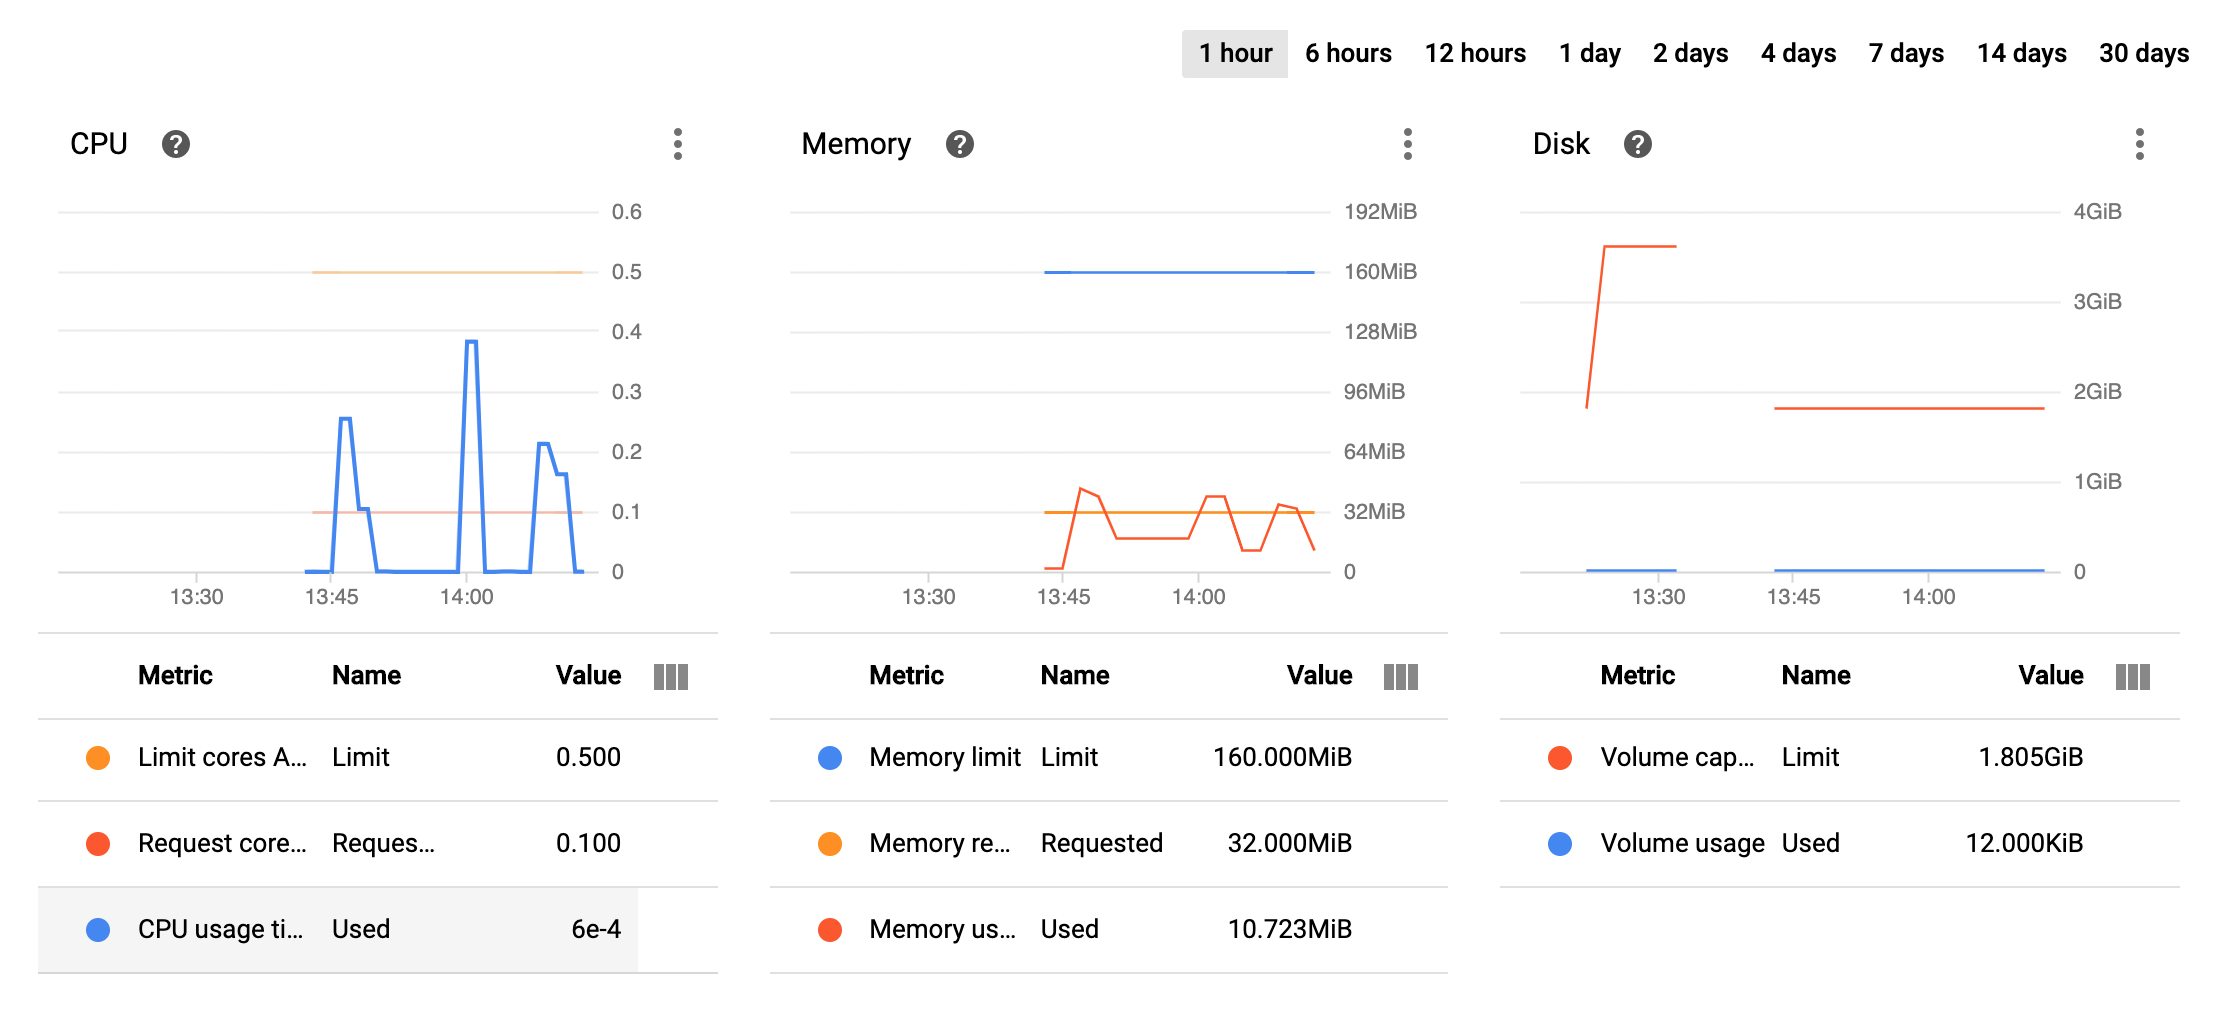 1 hour 6 hours 12 hours 1 day 2 days 4 days 7 days 14 days 30 days
CPU ?
0.6
0.5
0.4
0.3
0.2
0.1
0
13:30 13:45 14:00
Metric Name Value
Limit cores A... Limit 0.500
Request core... Reques... 0.100
CPU usage ti... Used 6e-4
Memory ?
192MiB
160MiB
128MiB
96MiB
64MiB
32MiB
0
13:30 13:45 14:00
Metric Name Value
Memory limit Limit 160.000MiB
Memory re... Requested 32.000MiB
Memory us... Used 10.723MiB
Disk ?
4GiB
3GiB
2GiB
1GiB
0
13:30 13:45 14:00
Metric Name Value
Volume cap... Limit 1.805GiB
Volume usage Used 12.000KiB